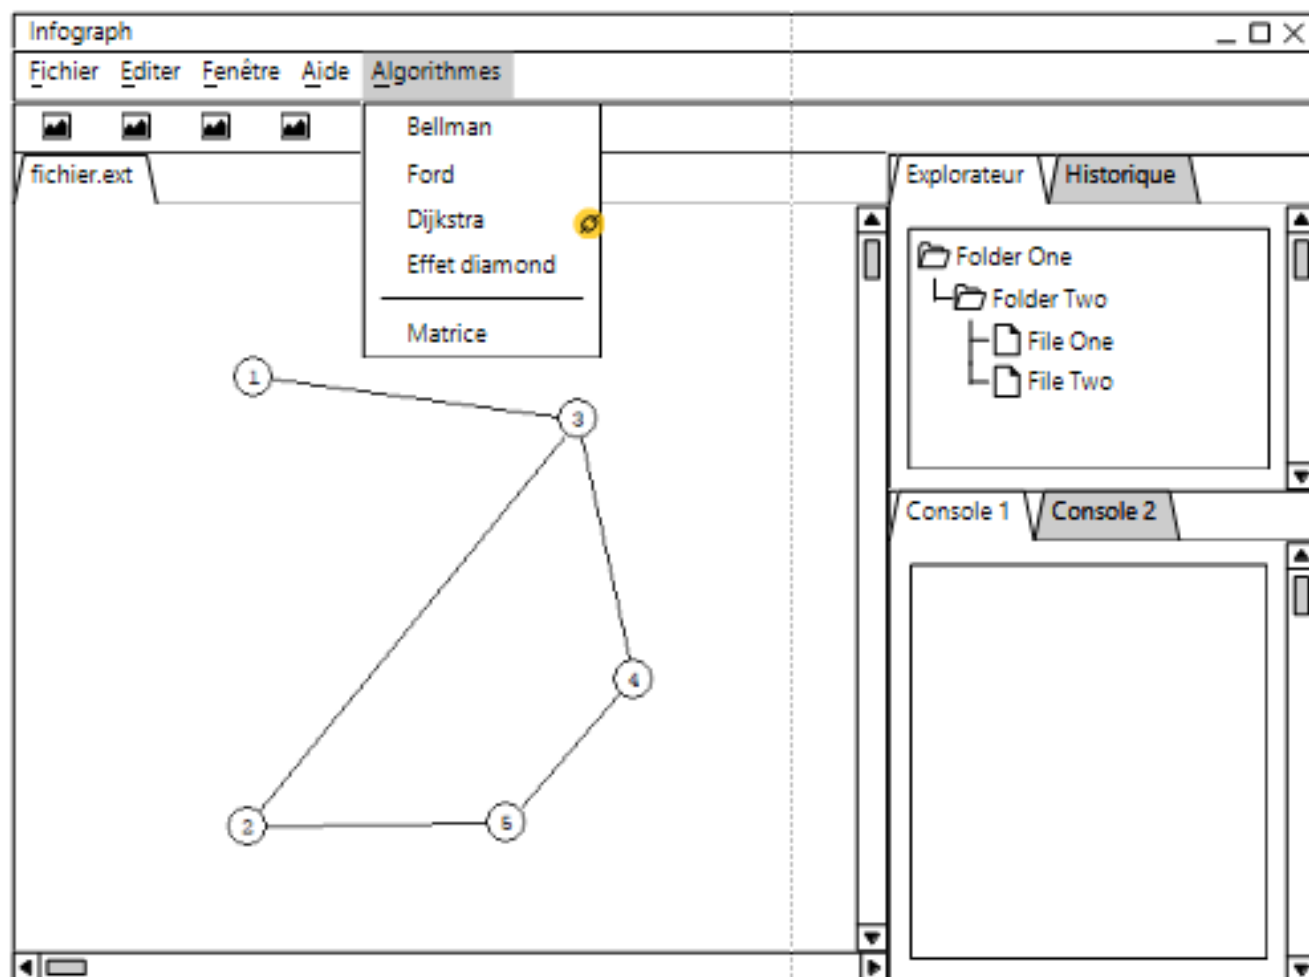 Infograph
Fichier Editer Fenêtre Aide Algorithmes
Bellman
Ford
Dijkstra
Effet diamond
Matrice
fichier.ext
1
3
4
2
5
Explorateur Historique
Folder One
Folder Two
File One
File Two
Console 1 Console 2